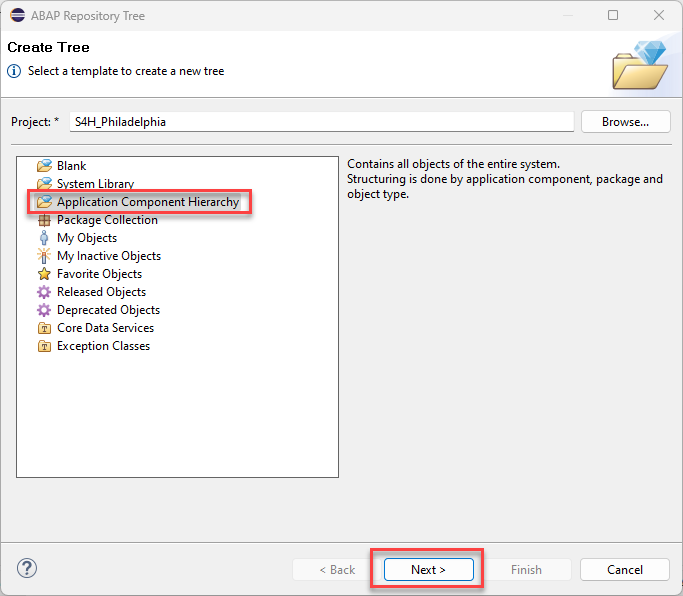 ABAP Repository Tree
Create Tree
Select a template to create a new tree
Project: * S4H_Philadelphia Browse...
Blank
System Library
Application Component Hierarchy
Package Collection
My Objects
My Inactive Objects
Favorite Objects
Released Objects
Deprecated Objects
Core Data Services
Exception Classes
Contains all objects of the entire system.
Structuring is done by application component, package and
object type.
? < Back Next > Finish Cancel